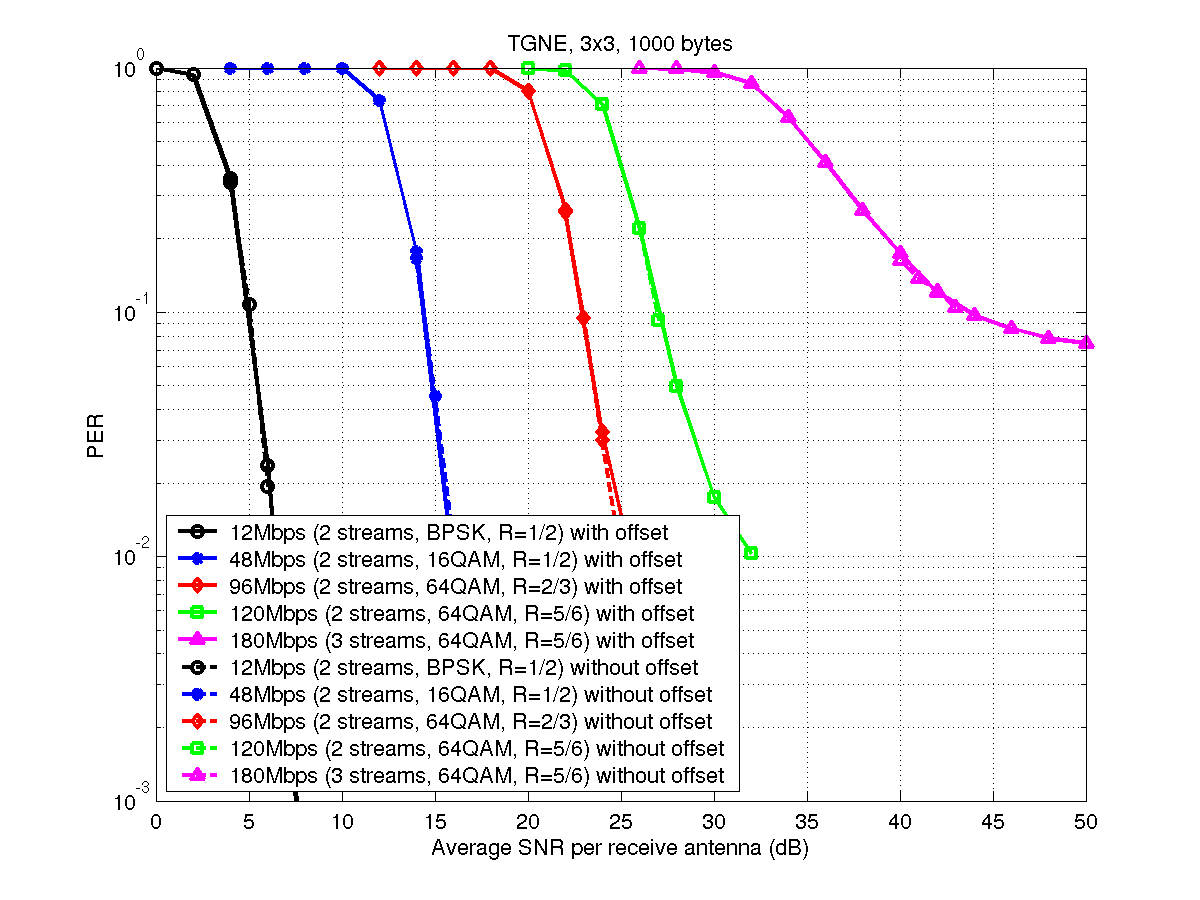 TGNE, 3x3, 1000 bytes
10^0
10^-1
10^-2
10^-3
PER
12Mbps (2 streams, BPSK, R=1/2) with offset
48Mbps (2 streams, 16QAM, R=1/2) with offset
96Mbps (2 streams, 64QAM, R=2/3) with offset
120Mbps (2 streams, 64QAM, R=5/6) with offset
180Mbps (3 streams, 64QAM, R=5/6) with offset
12Mbps (2 streams, BPSK, R=1/2) without offset
48Mbps (2 streams, 16QAM, R=1/2) without offset
96Mbps (2 streams, 64QAM, R=2/3) without offset
120Mbps (2 streams, 64QAM, R=5/6) without offset
180Mbps (3 streams, 64QAM, R=5/6) without offset
0 5 10 15 20 25 30 35 40 45 50
Average SNR per receive antenna (dB)